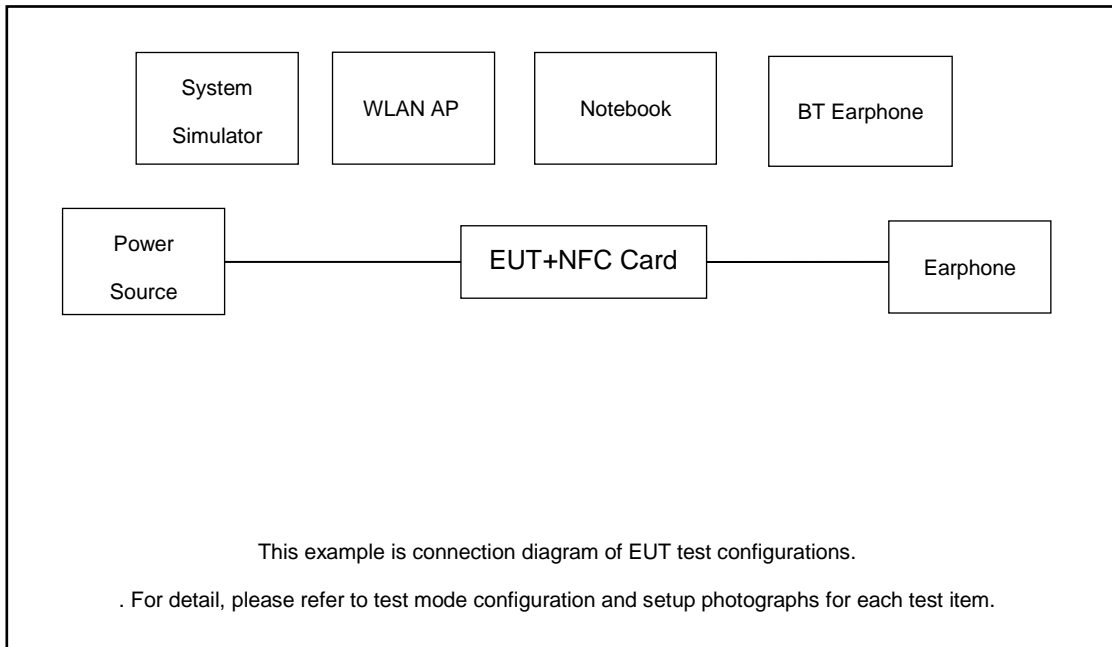 System
Simulator
WLAN AP
Notebook
BT Earphone
Power
Source
EUT+NFC Card
Earphone
This example is connection diagram of EUT test configurations.
. For detail, please refer to test mode configuration and setup photographs for each test item.